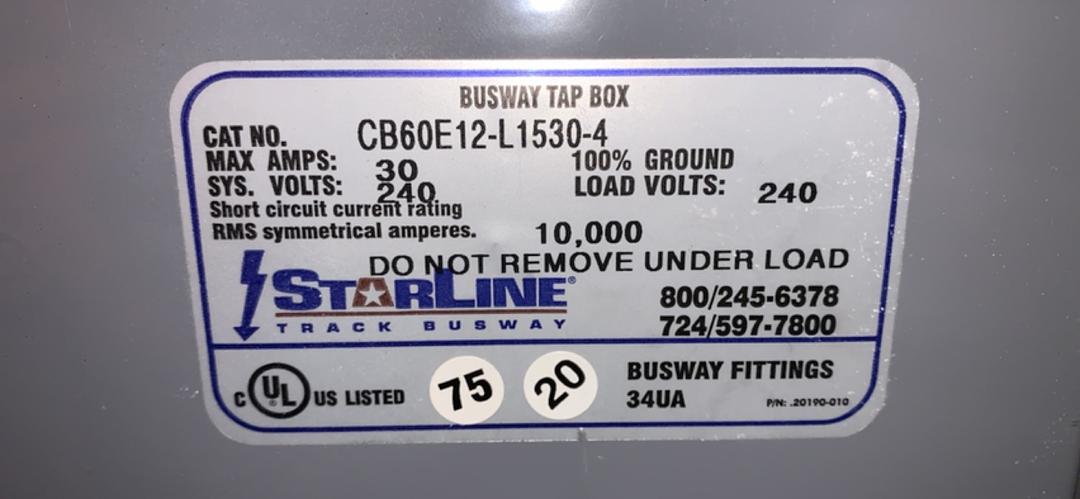 BUSWAY TAP BOX
CAT NO. CB60E12-L1530-4
MAX AMPS: 30 100% GROUND
SYS. VOLTS: 240 LOAD VOLTS: 240
Short circuit current rating
RMS symmetrical amperes. 10,000
DO NOT REMOVE UNDER LOAD
STARLINE® 800/245-6378
TRACK BUSWAY 724/597-7800
C UL US LISTED 75 20 BUSWAY FITTINGS
34UA P/N: .20190-010